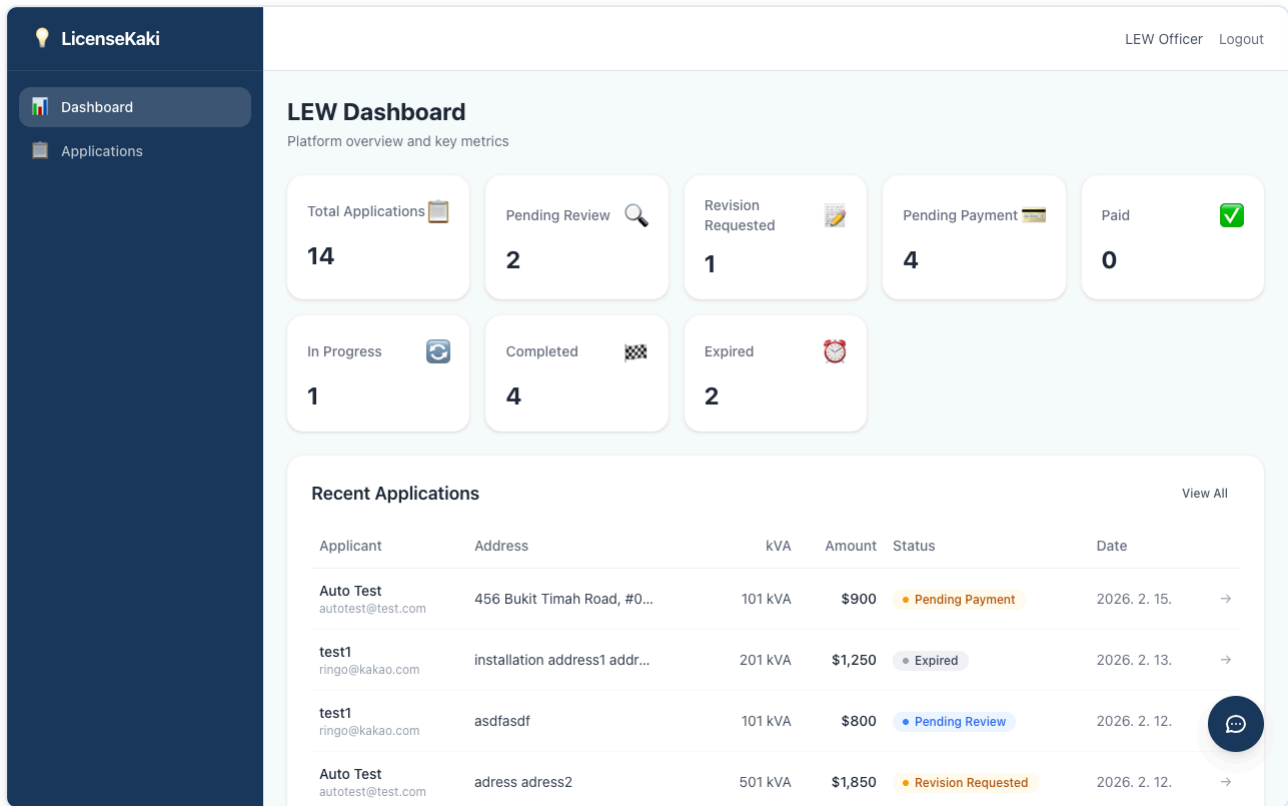 LicenseKaki
LEW Officer Logout
Dashboard
Applications
LEW Dashboard
Platform overview and key metrics
Total Applications
14
Pending Review
2
Revision
Requested
1
Pending Payment
4
Paid
0
In Progress
1
Completed
4
Expired
2
Recent Applications
View All
Applicant Address kVA Amount Status Date
Auto Test
autotest@test.com
456 Bukit Timah Road, #0... 101 kVA $900 Pending Payment 2026. 2. 15. →
test1
ringo@kakao.com
installation address1 addr... 201 kVA $1,250 Expired 2026. 2. 13. →
test1
ringo@kakao.com
asdfasdf 101 kVA $800 Pending Review 2026. 2. 12.
Auto Test
autotest@test.com
adress adress2 501 kVA $1,850 Revision Requested 2026. 2. 12. →